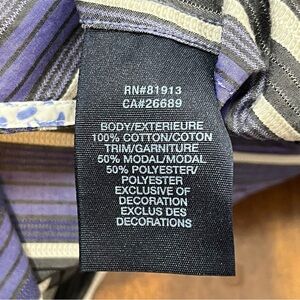 RN#81913
CA#26689
BODY/EXTERIEURE
100% COTTON/COTON
TRIM/GARNITURE
50% MODAL/MODAL
50% POLYESTER/
POLYESTER
EXCLUSIVE OF
DECORATION
EXCLUS DES
DECORATIONS